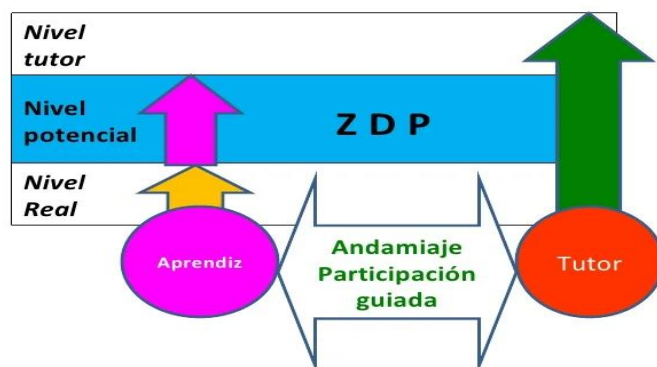 Nivel
tutor
Nivel
potencial
Z D P
Nivel
Real
Aprendiz
Andamiaje
Participación
guiada
Tutor